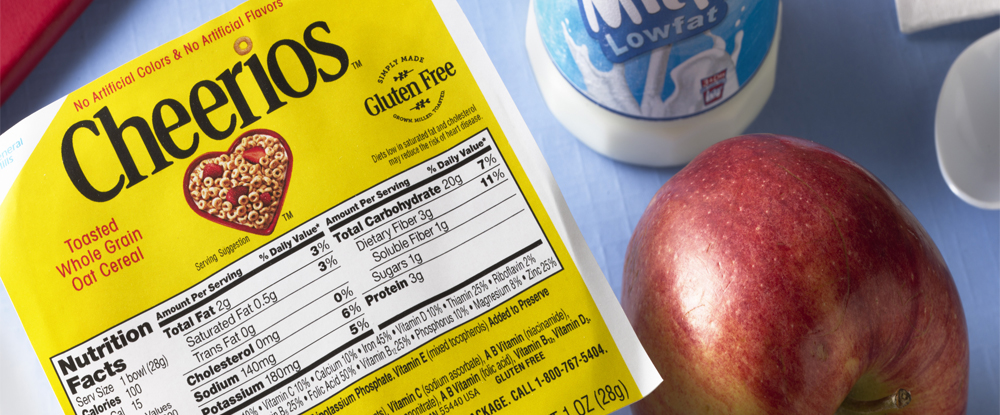 No Artificial Colors & No Artificial Flavors
Cheerios™
SIMPLY MADE
Gluten Free
GROWN, MILLED, TOASTED
Diets low in saturated fat and cholesterol
may reduce the risk of heart disease.
Toasted
Whole Grain
Oat Cereal
TM
Serving Suggestion
Nutrition
Facts
Serv Size 1 bowl (28g)
Calories 100
Cal 15
Values
Amount Per Serving % Daily Value*
Total Fat 2g 3%
Saturated Fat 0.5g 3%
Trans Fat 0g
Cholesterol 0mg 0%
Sodium 140mg 6%
Potassium 180mg 5%
Amount Per Serving % Daily Value*
Total Carbohydrate 20g 7%
Dietary Fiber 3g 11%
Soluble Fiber 1g
Sugars 1g
Protein 3g
Vitamin C 10% • Calcium 10% • Iron 45% • Vitamin D 10% • Thiamin 25% • Riboflavin 2%
25% • Folic Acid 50% • Vitamin B12 25% • Phosphorus 10% • Magnesium 8% • Zinc 25%
Phosphate. Vitamin E (mixed tocopherols) Added to Preserve
Vitamin C (sodium ascorbate), A B Vitamin (niacinamide),
A B Vitamin (folic acid), Vitamin B12, Vitamin D3.
GLUTEN FREE
55440 USA
CALL 1-800-767-5404.
1 OZ (28g)
Milk
Lowfat